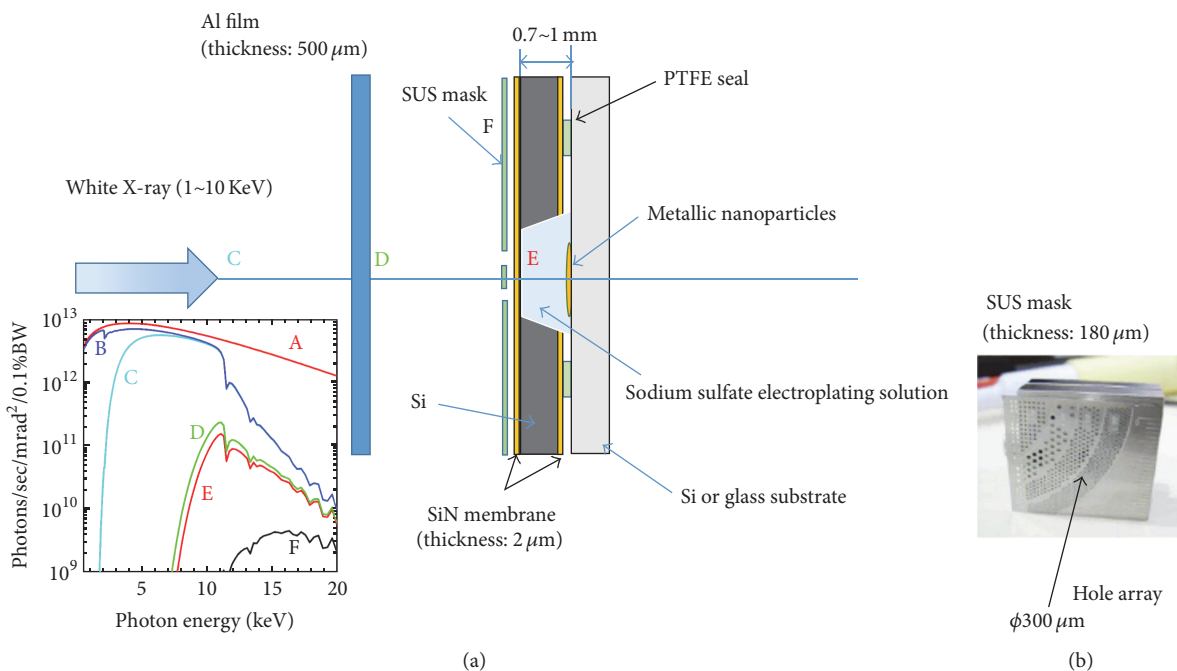 Al film
(thickness: 500 μm)
0.7~1 mm
PTFE seal
SUS mask
F
White X-ray (1~10 KeV)
Metallic nanoparticles
C
D
E
SUS mask
(thickness: 180 μm)
10^13
10^12
10^11
10^10
10^9
A
B
C
D
E
F
5
10
15
20
Photon energy (keV)
Photons/sec/mrad²/0.1%BW
Sodium sulfate electroplating solution
Si
Si or glass substrate
SiN membrane
(thickness: 2 μm)
Hole array
ϕ300 μm
(a)
(b)